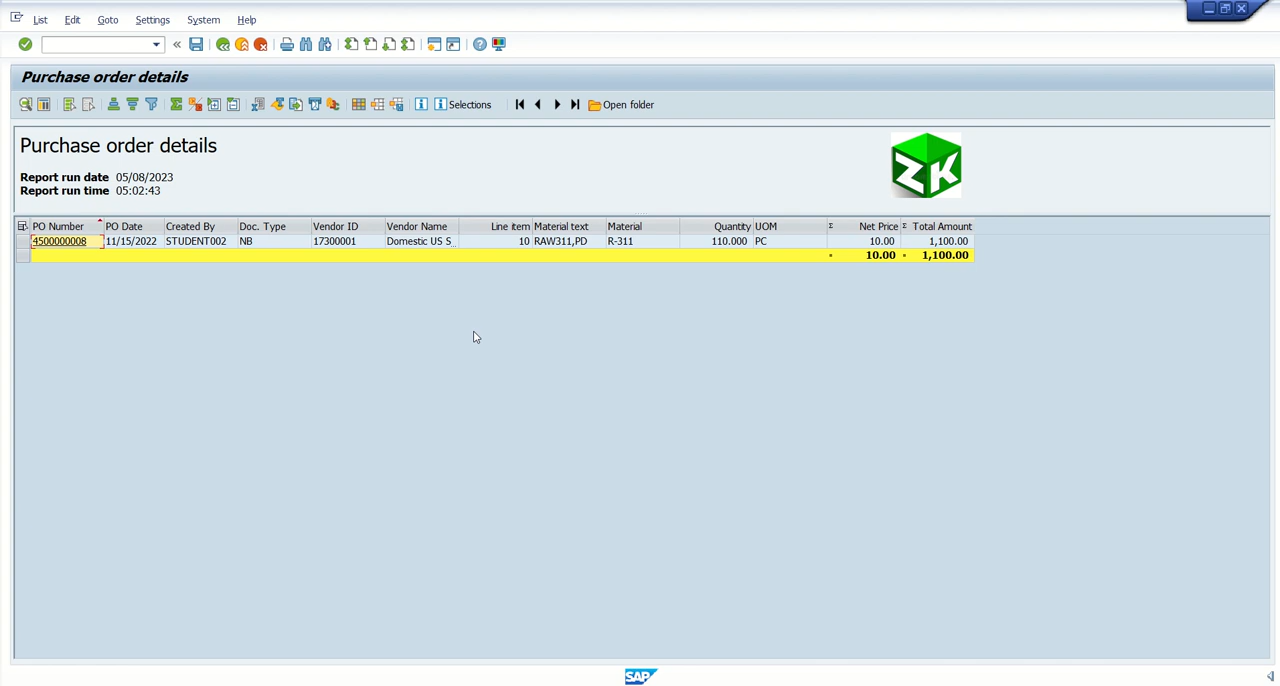 List Edit Goto Settings System Help
Purchase order details
Selections Open folder
Purchase order details
Report run date 05/08/2023
Report run time 05:02:43
ZK
PO Number PO Date Created By Doc. Type Vendor ID Vendor Name Line item Material text Material Quantity UOM Σ Net Price Σ Total Amount
4500000008 11/15/2022 STUDENT002 NB 17300001 Domestic US S... 10 RAW311,PD R-311 110.000 PC 10.00 1,100.00
10.00 1,100.00
SAP